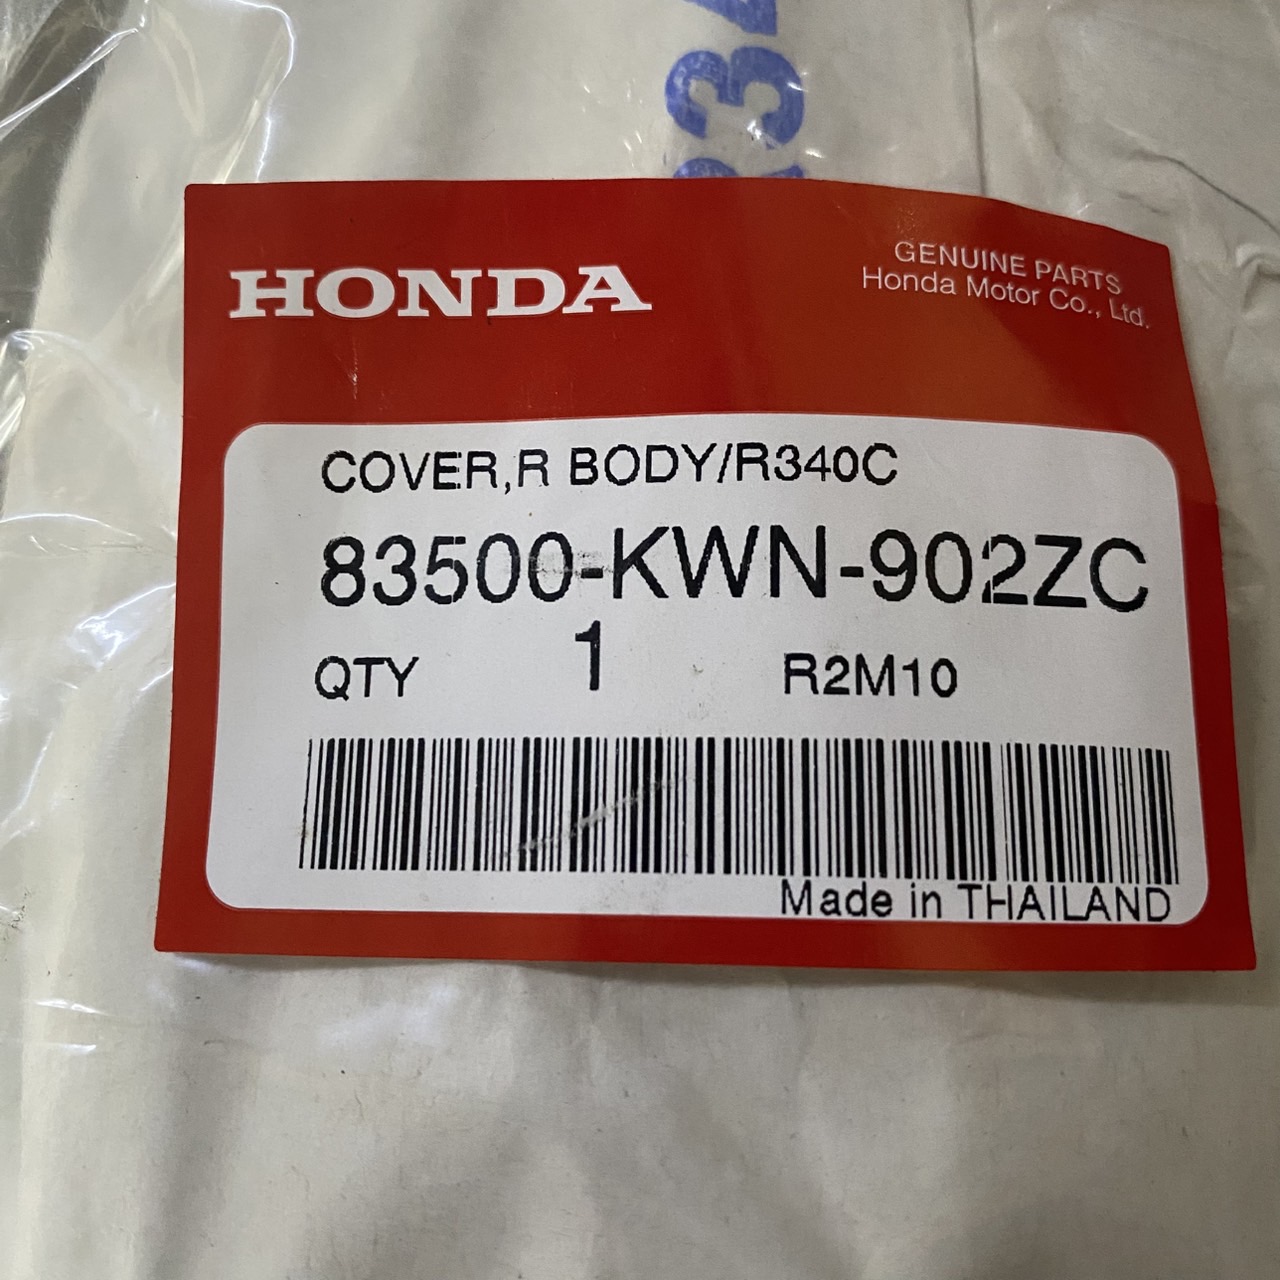 R34
HONDA
GENUINE PARTS
Honda Motor Co., Ltd.
COVER,R BODY/R340C
83500-KWN-902ZC
QTY 1 R2M10
Made in THAILAND